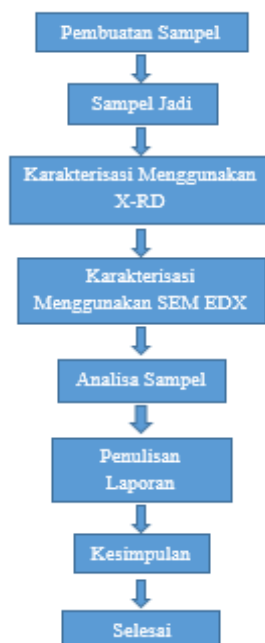 Pembuatan Sampel
Sampel Jadi
Karakterisasi Menggunakan
X-RD
Karakterisasi
Menggunakan SEM EDX
Analisa Sampel
Penulisan
Laporan
Kesimpulan
Selesai